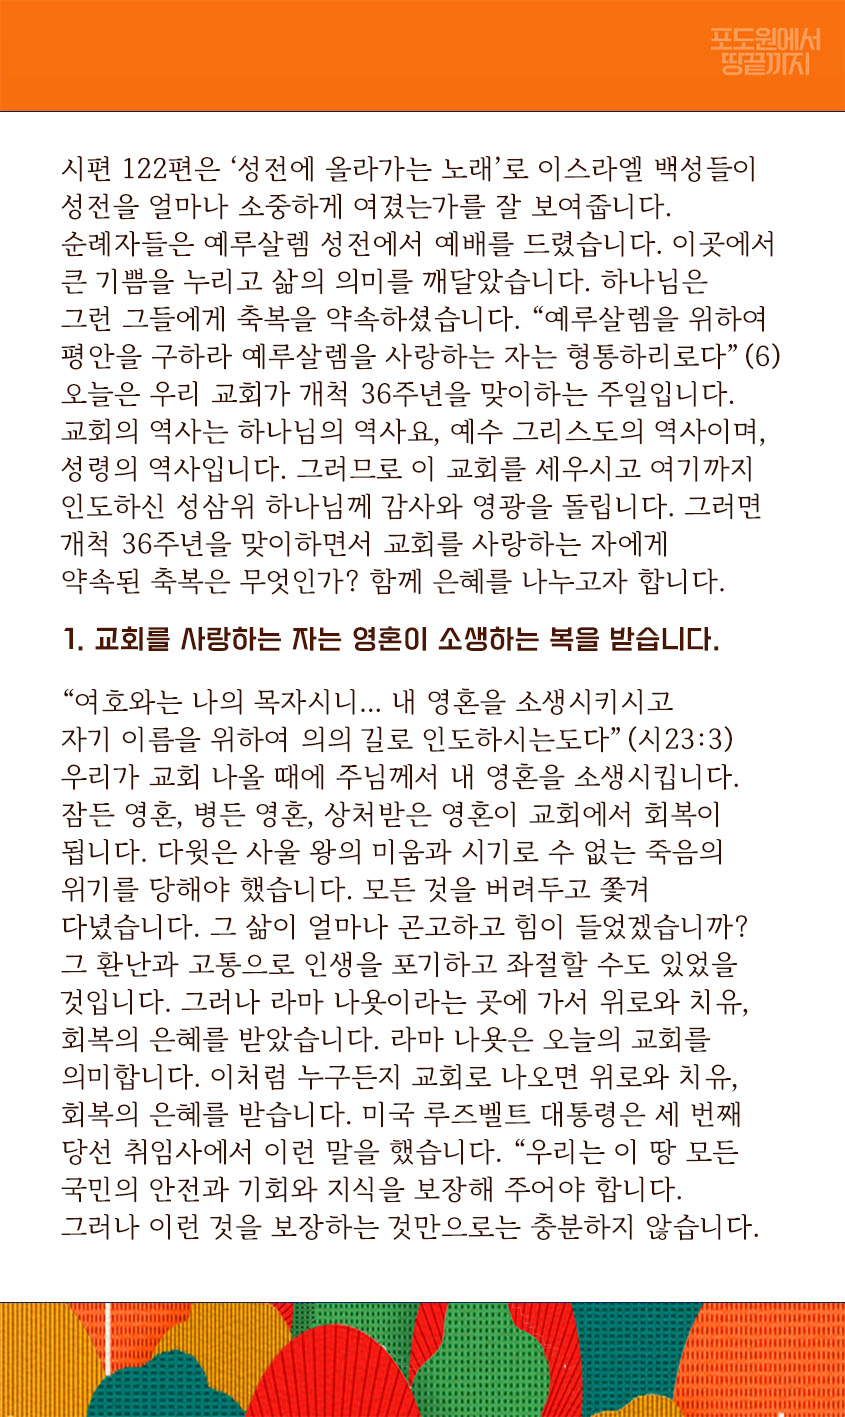 포도원에서
땅끝까지
시편 122편은 ‘성전에 올라가는 노래’로 이스라엘 백성들이
성전을 얼마나 소중하게 여겼는가를 잘 보여줍니다.
순례자들은 예루살렘 성전에서 예배를 드렸습니다. 이곳에서
큰 기쁨을 누리고 삶의 의미를 깨달았습니다. 하나님은
그런 그들에게 축복을 약속하셨습니다. “예루살렘을 위하여
평안을 구하라 예루살렘을 사랑하는 자는 형통하리로다” (6)
오늘은 우리 교회가 개척 36주년을 맞이하는 주일입니다.
교회의 역사는 하나님의 역사요, 예수 그리스도의 역사이며,
성령의 역사입니다. 그러므로 이 교회를 세우시고 여기까지
인도하신 성삼위 하나님께 감사와 영광을 돌립니다. 그러면
개척 36주년을 맞이하면서 교회를 사랑하는 자에게
약속된 축복은 무엇인가? 함께 은혜를 나누고자 합니다.
1. 교회를 사랑하는 자는 영혼이 소생하는 복을 받습니다.
“여호와는 나의 목자시니... 내 영혼을 소생시키시고
자기 이름을 위하여 의의 길로 인도하시는도다” (시23:3)
우리가 교회 나올 때에 주님께서 내 영혼을 소생시킵니다.
잠든 영혼, 병든 영혼, 상처받은 영혼이 교회에서 회복이
됩니다. 다윗은 사울 왕의 미움과 시기로 수 없는 죽음의
위기를 당해야 했습니다. 모든 것을 버려두고 쫓겨
다녔습니다. 그 삶이 얼마나 곤고하고 힘이 들었겠습니까?
그 환난과 고통으로 인생을 포기하고 좌절할 수도 있었을
것입니다. 그러나 라마 나욧이라는 곳에 가서 위로와 치유,
회복의 은혜를 받았습니다. 라마 나욧은 오늘의 교회를
의미합니다. 이처럼 누구든지 교회로 나오면 위로와 치유,
회복의 은혜를 받습니다. 미국 루즈벨트 대통령은 세 번째
당선 취임사에서 이런 말을 했습니다. “우리는 이 땅 모든
국민의 안전과 기회와 지식을 보장해 주어야 합니다.
그러나 이런 것을 보장하는 것만으로는 충분하지 않습니다.